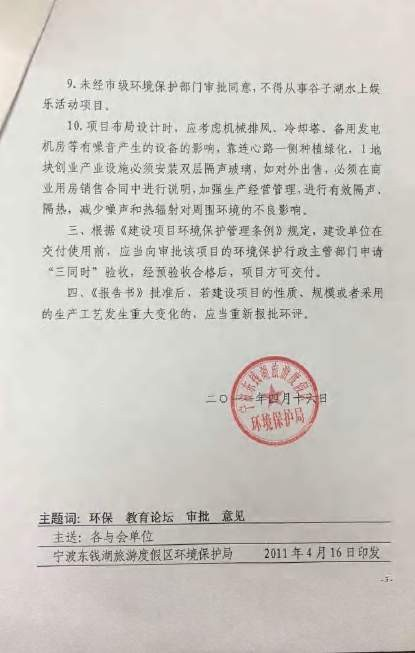 9.未经市级环境保护部门审批同意,不得从事谷子湖水上娱
乐活动项目。
10.项目布局设计时,应考虑机械排风、冷却塔、备用发电
机房等有噪音产生的设备的影响,靠连心路一侧种植绿化,1地
块创业产业设施必须安装双层隔声玻璃,如对外出售,必须在商
业用房销售合同中进行说明,加强生产经营管理,进行有效隔声、
隔热,减少噪声和热辐射对周围环境的不良影响。
三、根据《建设项目环境保护管理条例》规定,建设单位在
交付使用前,应当向审批该项目的环境保护行政主管部门申请
“三同时”验收,经预验收合格后,项目方可交付。
四、《报告书》批准后,若建设项目的性质、规模或者采用
的生产工艺发生重大变化的,应当重新报批环评。
二〇一一年四月十六日
宁波东钱湖旅游度假区
环境保护局
主题词:环保 教育论坛 审批 意见
主送:各与会单位
宁波东钱湖旅游度假区环境保护局 2011年4月16日印发
-5-